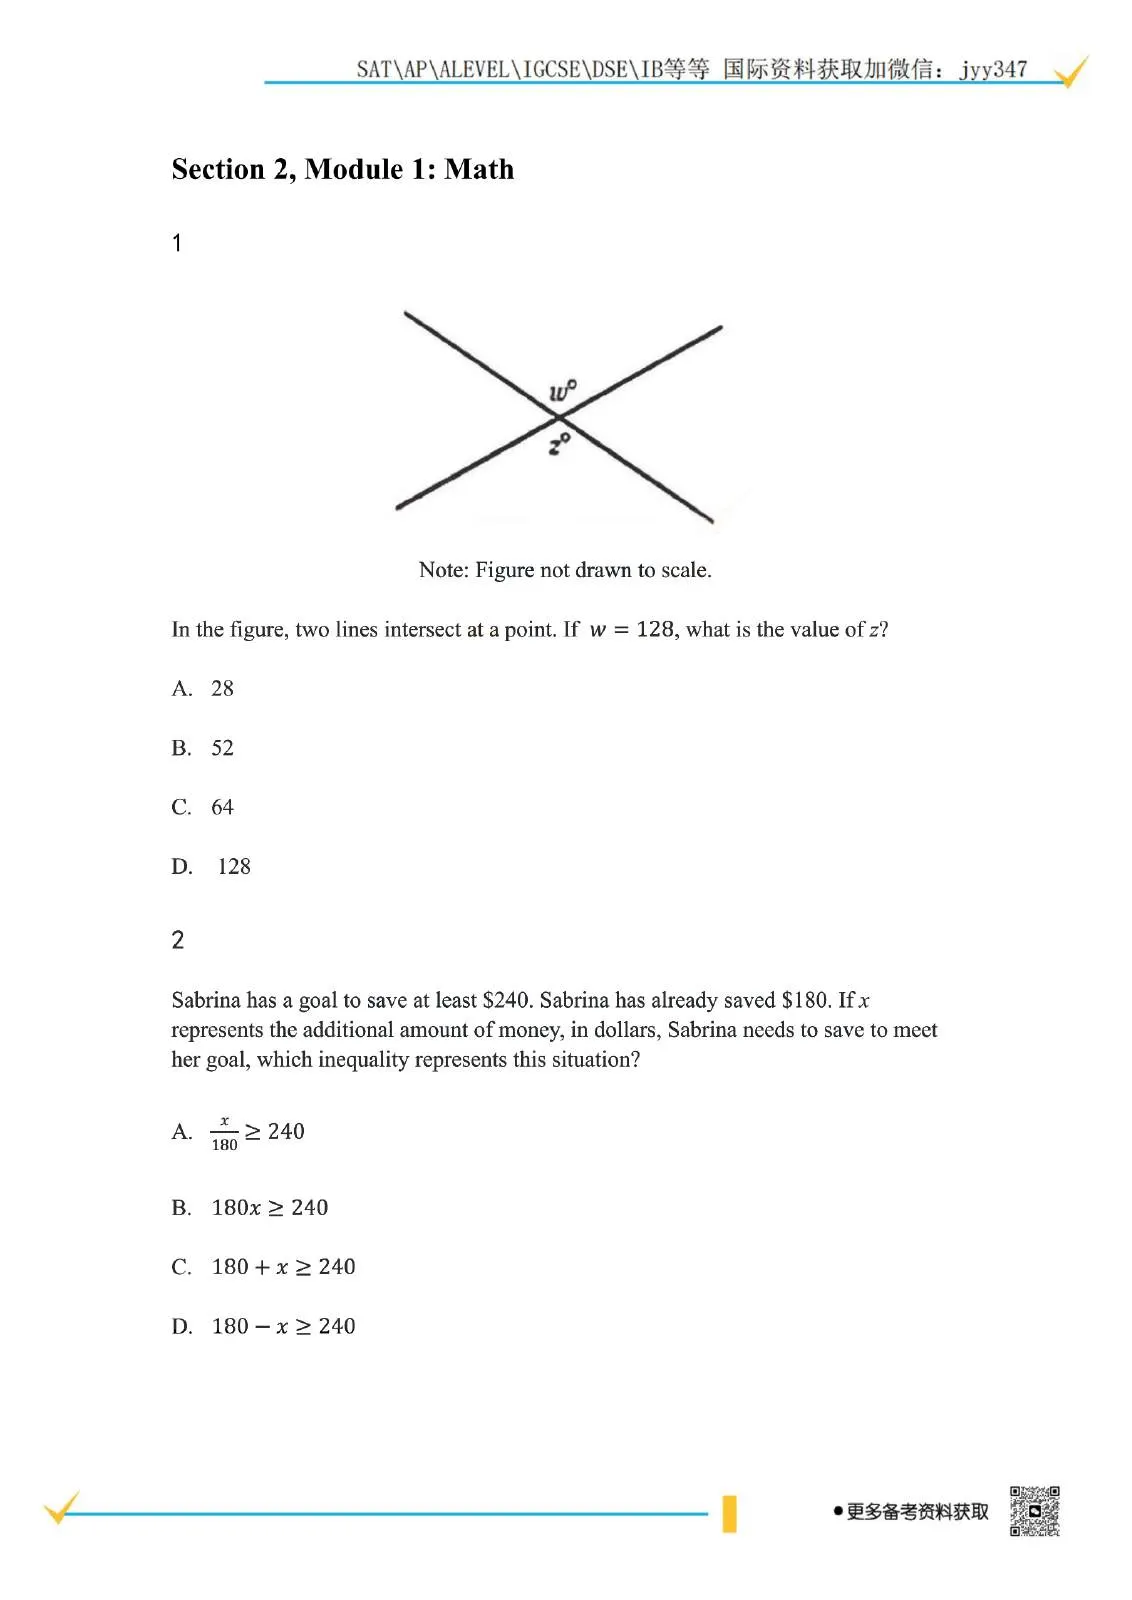 SAT\AP\ALEVEL\IGCSE\DSE\IB等等 国际资料获取加微信：jyy347
Section 2, Module 1: Math
1
w°
z°
Note: Figure not drawn to scale.
In the figure, two lines intersect at a point. If w = 128, what is the value of z?
A. 28
B. 52
C. 64
D. 128
2
Sabrina has a goal to save at least $240. Sabrina has already saved $180. If x
represents the additional amount of money, in dollars, Sabrina needs to save to meet
her goal, which inequality represents this situation?
A. x/180 ≥ 240
B. 180x ≥ 240
C. 180 + x ≥ 240
D. 180 − x ≥ 240
●更多备考资料获取